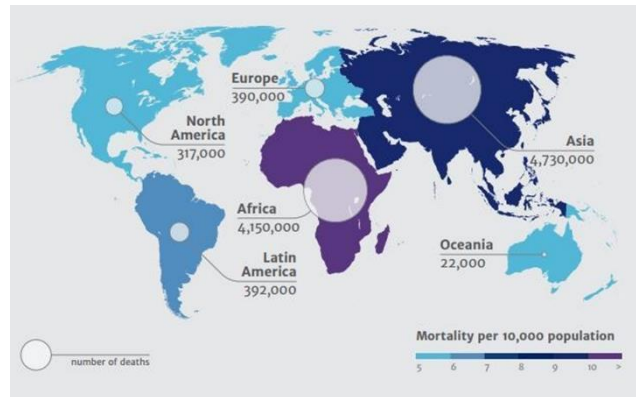 Europe
390,000
North
America
317,000
Asia
4,730,000
Africa
4,150,000
Oceania
22,000
Latin
America
392,000
Mortality per 10,000 population
number of deaths
5 6 7 8 9 10 >